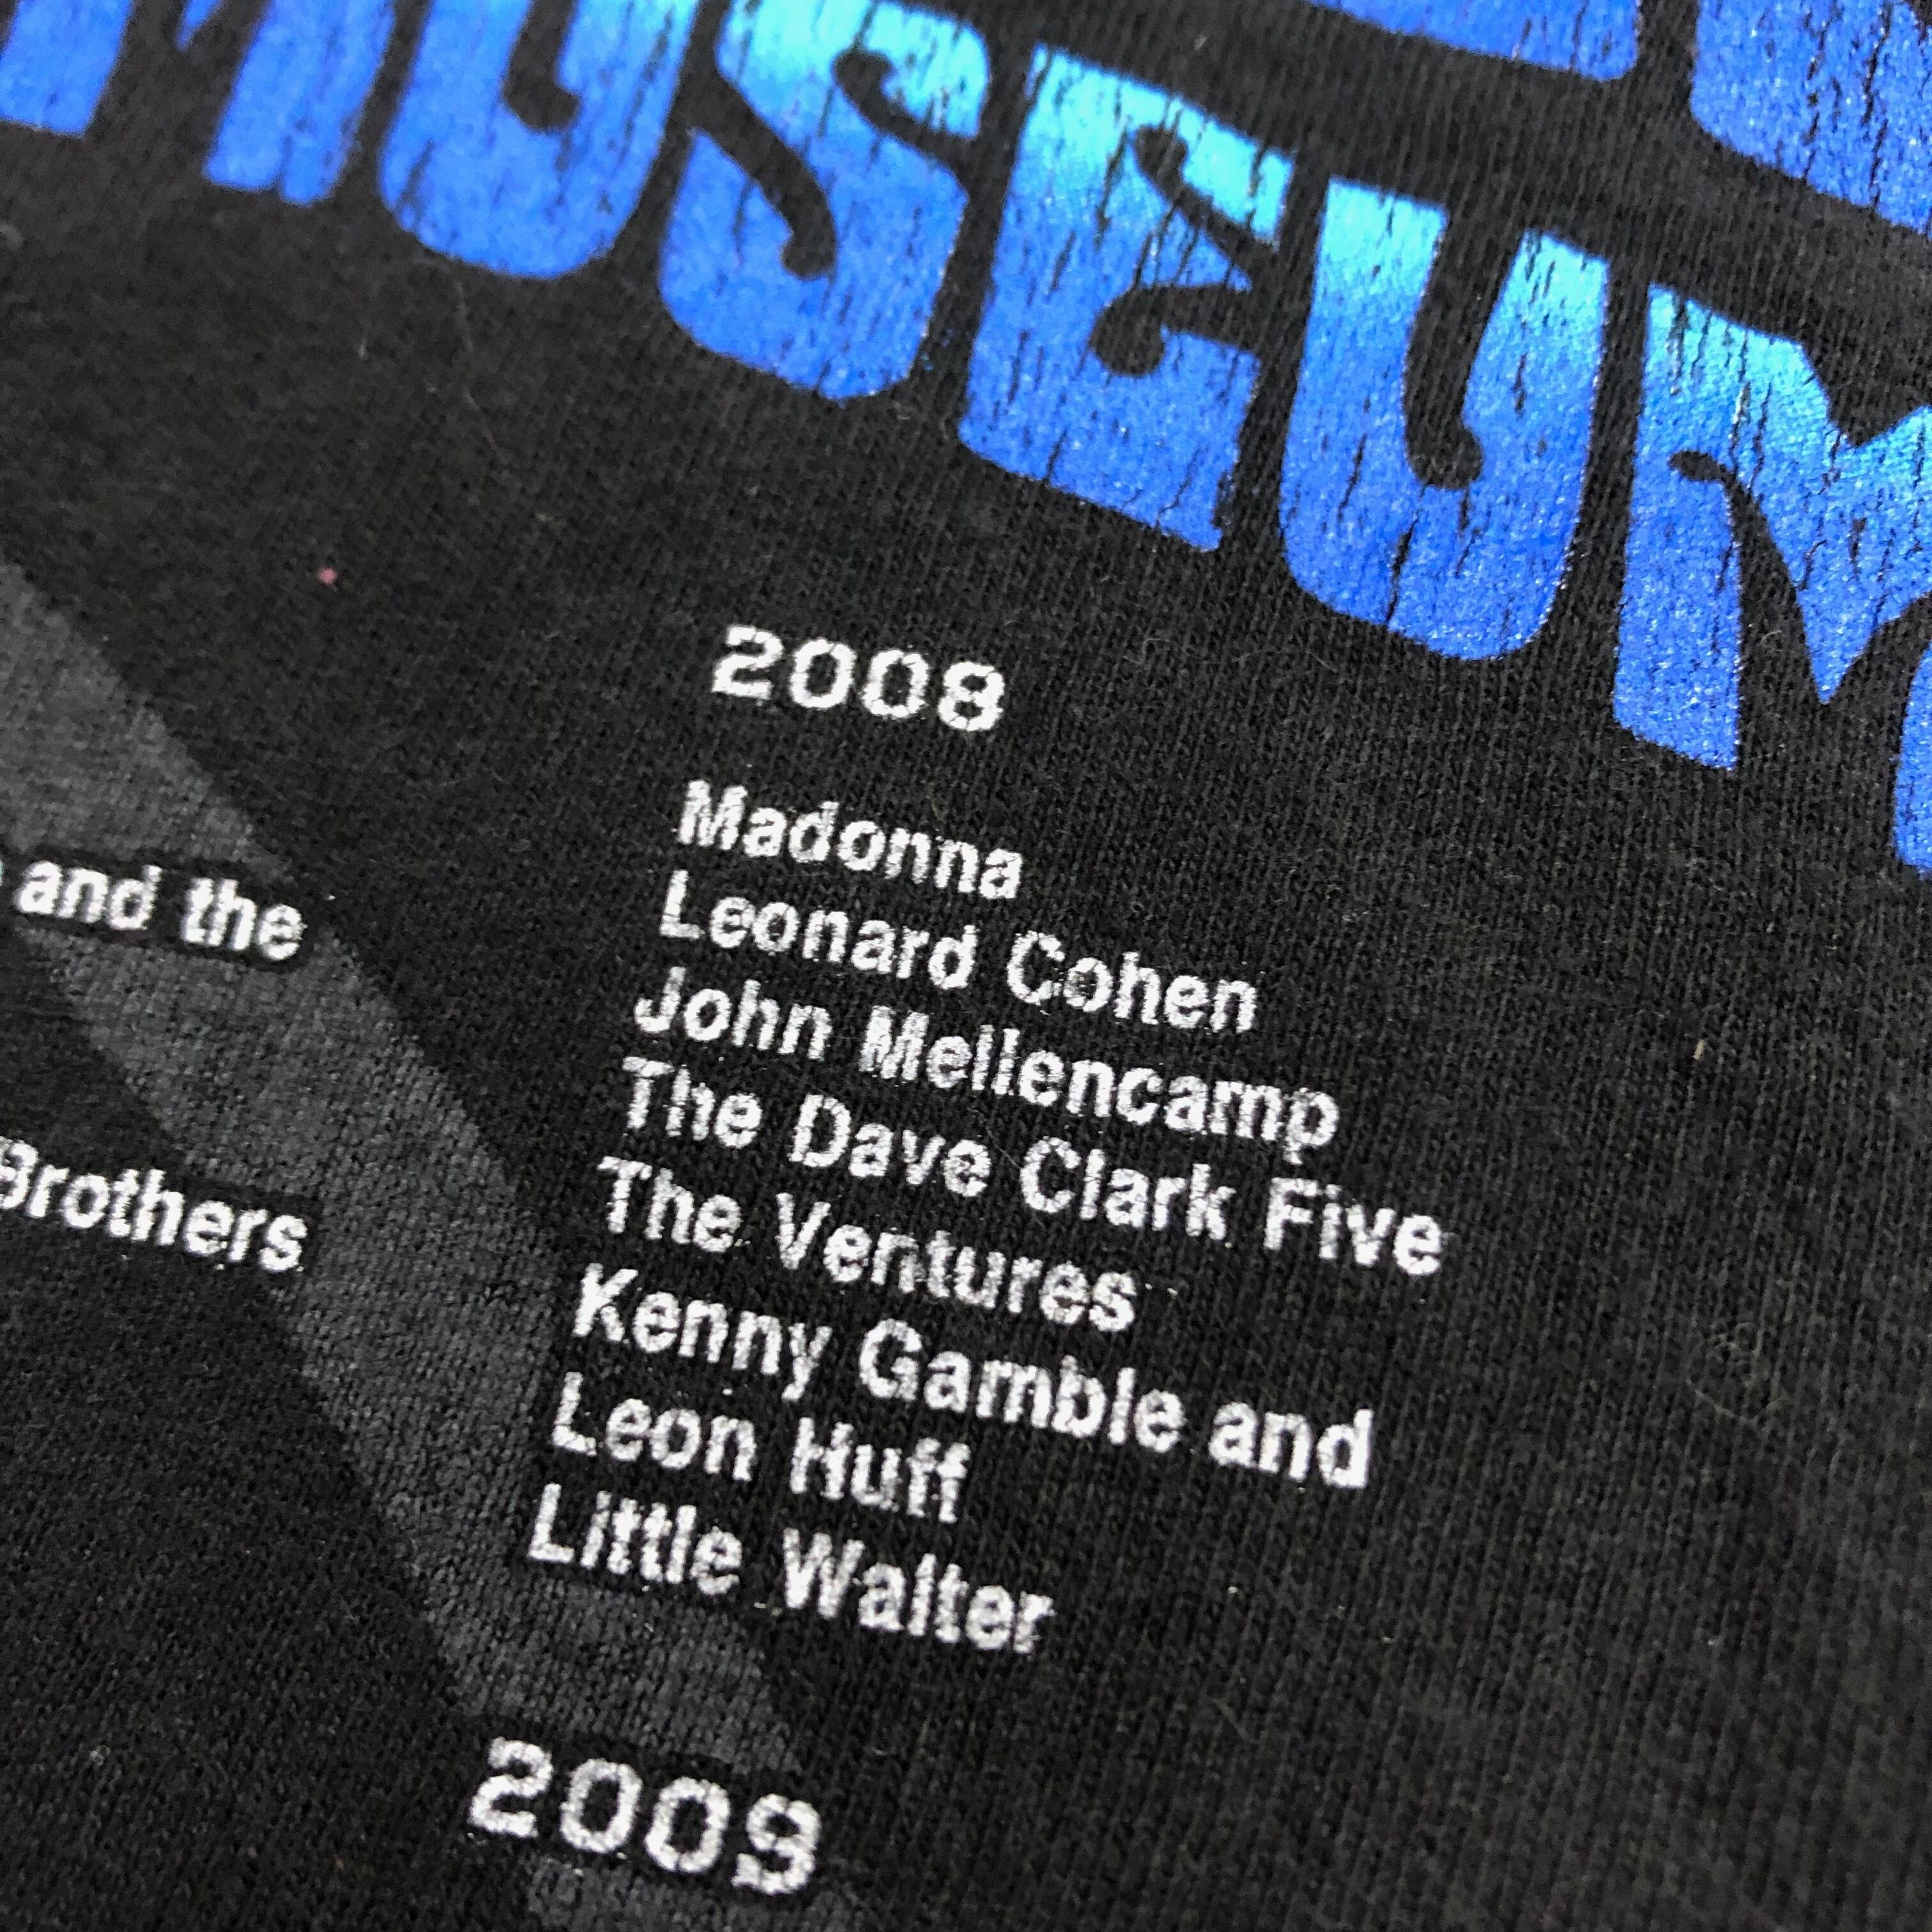 MUSEUM
2008
Madonna
Leonard Cohen
John Mellencamp
The Dave Clark Five
The Ventures
Kenny Gamble and
Leon Huff
Little Walter
and the
Brothers
2009